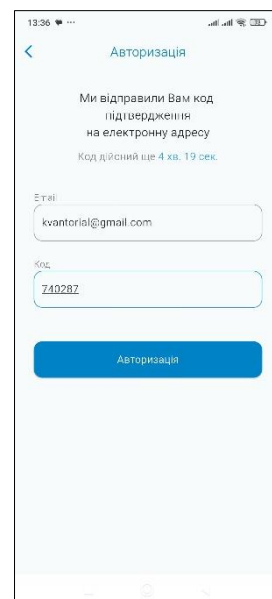 13:36
Авторизація
Ми відправили Вам код
підтвердження
на електронну адресу
Код дійсний ще 4 хв. 19 сек.
Email
kvantorial@gmail.com
Код
740287
Авторизація